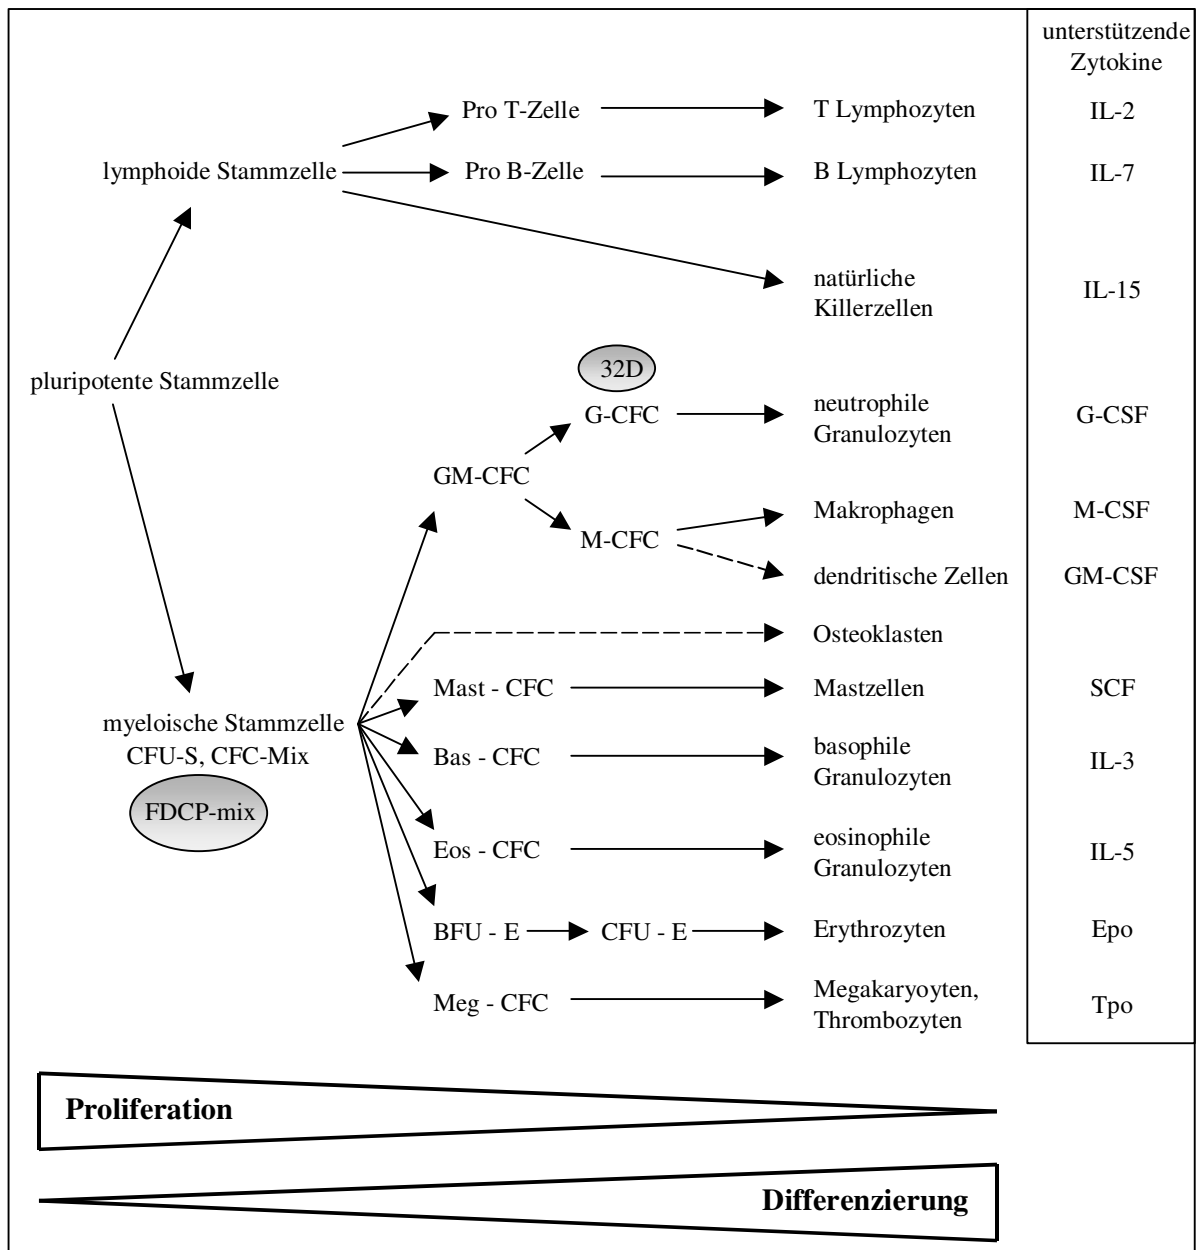 unterstützende
Zytokine
Pro T-Zelle
T Lymphozyten
IL-2
lymphoide Stammzelle
Pro B-Zelle
B Lymphozyten
IL-7
natürliche
Killerzellen
IL-15
32D
pluripotente Stammzelle
G-CFC
neutrophile
Granulozyten
G-CSF
GM-CFC
Makrophagen
M-CSF
M-CFC
dendritische Zellen
GM-CSF
Osteoklasten
Mast - CFC
Mastzellen
SCF
myeloische Stammzelle
CFU-S, CFC-Mix
FDCP-mix
Bas - CFC
basophile
Granulozyten
IL-3
Eos - CFC
eosinophile
Granulozyten
IL-5
BFU - E
CFU - E
Erythrozyten
Epo
Meg - CFC
Megakaryoyten,
Thrombozyten
Tpo
Proliferation
Differenzierung